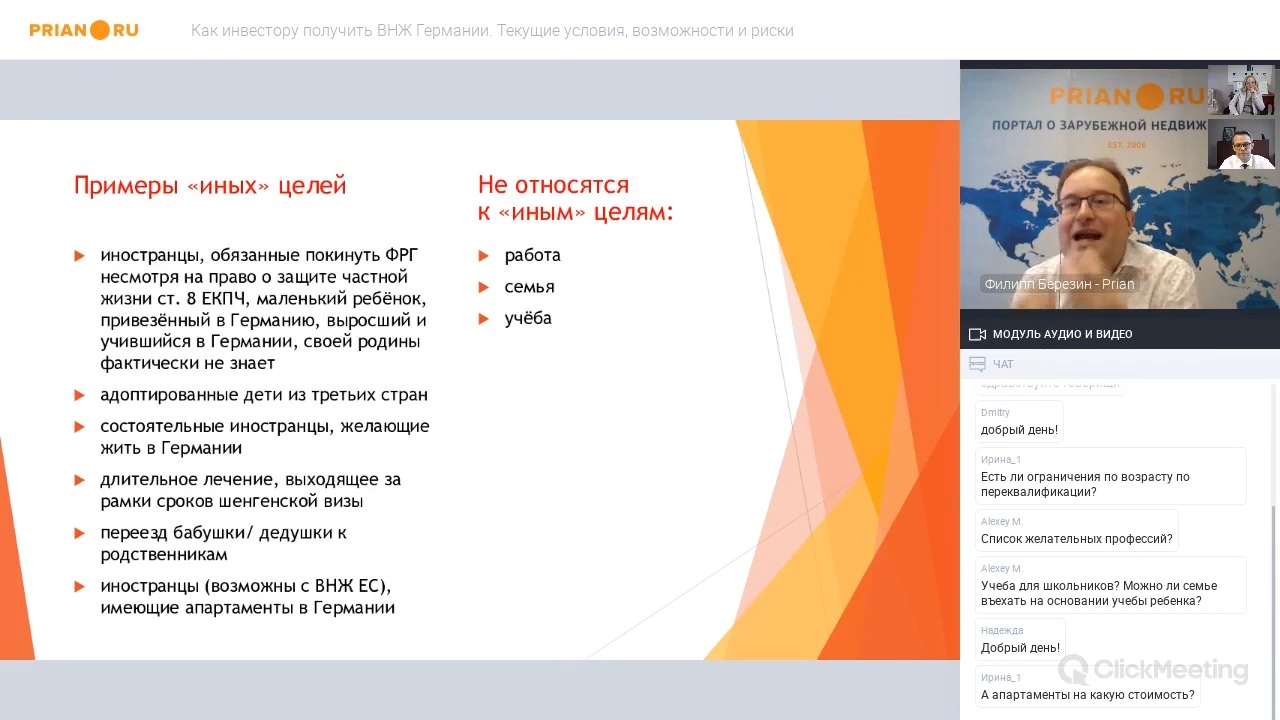 PRIAN RU
Как инвестору получить ВНЖ Германии. Текущие условия, возможности и риски
Примеры «иных» целей
иностранцы, обязанные покинуть ФРГ
несмотря на право о защите частной
жизни ст. 8 ЕКПЧ, маленький ребёнок,
привезённый в Германию, выросший и
учившийся в Германии, своей родины
фактически не знает
адоптированные дети из третьих стран
состоятельные иностранцы, желающие
жить в Германии
длительное лечение, выходящее за
рамки сроков шенгенской визы
переезд бабушки/ дедушки к
родственникам
иностранцы (возможны с ВНЖ ЕС),
имеющие апартаменты в Германии
Не относятся
к «иным» целям:
работа
семья
учёба
PRIAN RU
ПОРТАЛ О ЗАРУБЕЖНОЙ
EST. 2006
Филипп Березин - Prian
МОДУЛЬ АУДИО И ВИДЕО
ЧАТ
Dmitry
добрый день!
Ирина_1
Есть ли ограничения по возрасту по
переквалификации?
Alexey M.
Список желательных профессий?
Alexey M.
Учеба для школьников? Можно ли семье
въехать на основании учебы ребенка?
Надежда
Добрый день!
Ирина_1
А апартаменты на какую стоимость?
ClickMeeting